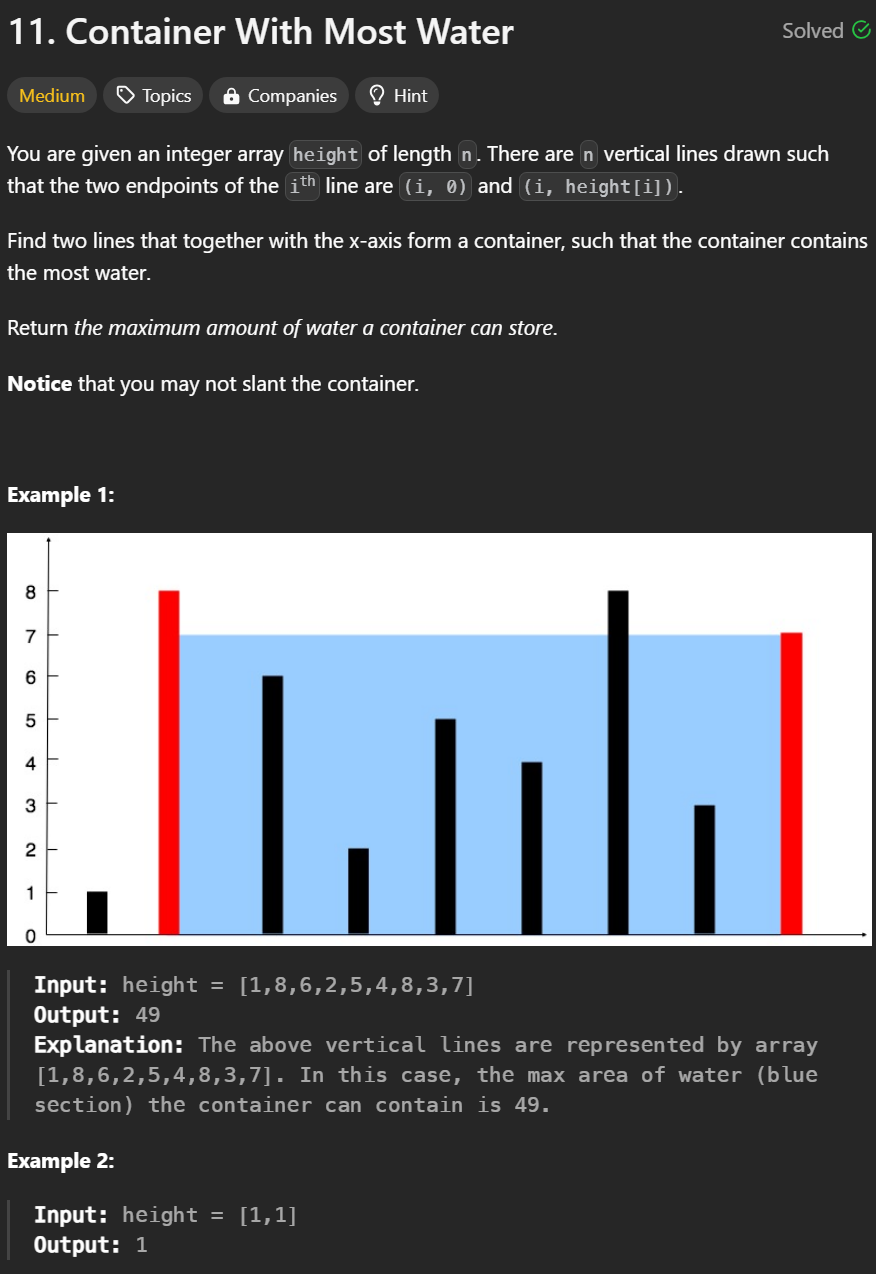 11. Container With Most Water
Solved
Medium
Topics
Companies
Hint
You are given an integer array height of length n. There are n vertical lines drawn such
that the two endpoints of the ith line are (i, 0) and (i, height[i]).
Find two lines that together with the x-axis form a container, such that the container contains
the most water.
Return the maximum amount of water a container can store.
Notice that you may not slant the container.
Example 1:
8
7
6
5
4
3
2
1
0
Input: height = [1,8,6,2,5,4,8,3,7]
Output: 49
Explanation: The above vertical lines are represented by array
[1,8,6,2,5,4,8,3,7]. In this case, the max area of water (blue
section) the container can contain is 49.
Example 2:
Input: height = [1,1]
Output: 1